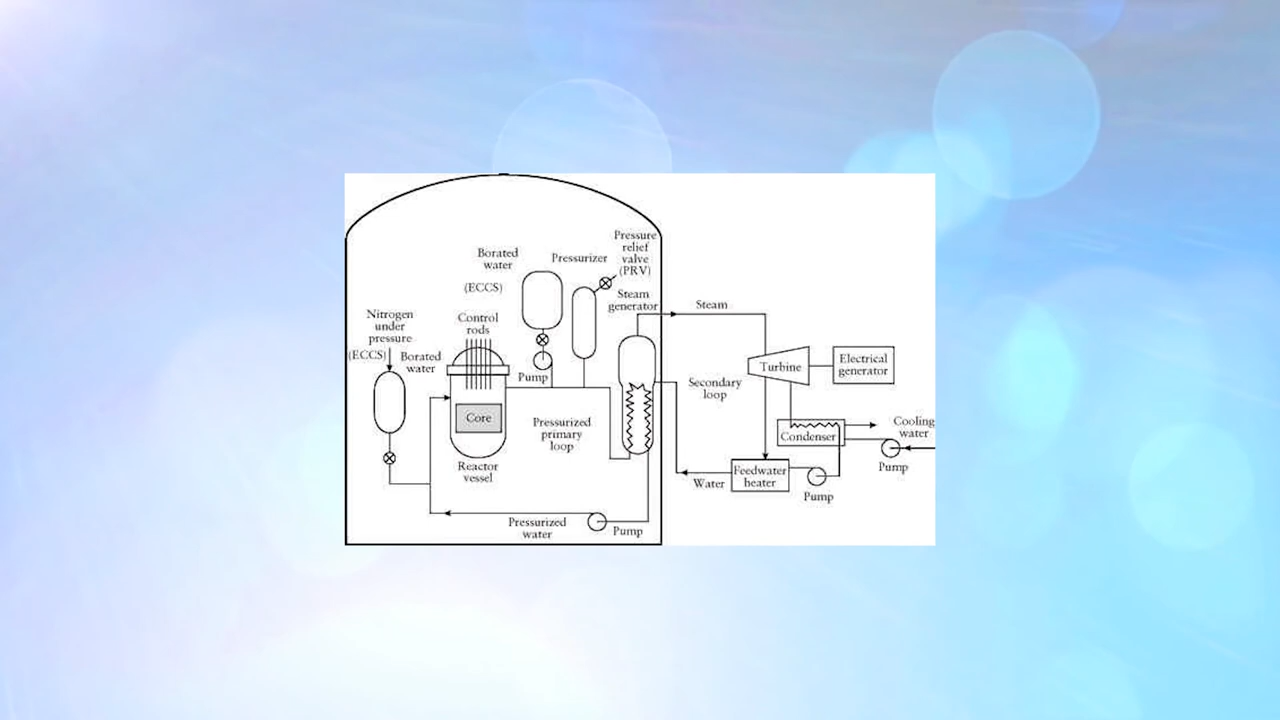 Pressure
relief
valve
(PRV)
Borated
water
Pressurizer
(ECCS)
Steam
generator
Steam
Nitrogen
under
pressure
(ECCS)
Control
rods
Borated
water
Pump
Turbine
Electrical
generator
Secondary
loop
Core
Pressurized
primary
loop
Condenser
Cooling
water
Pump
Reactor
vessel
Feedwater
heater
Water
Pump
Pressurized
water
Pump